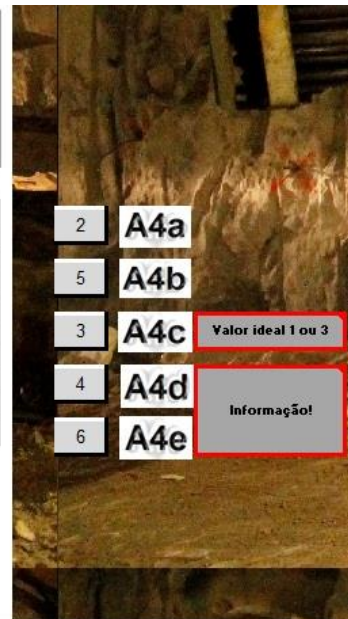 2 A4a
5 A4b
3 A4c Valor ideal 1 ou 3
4 A4d
Informação!
6 A4e